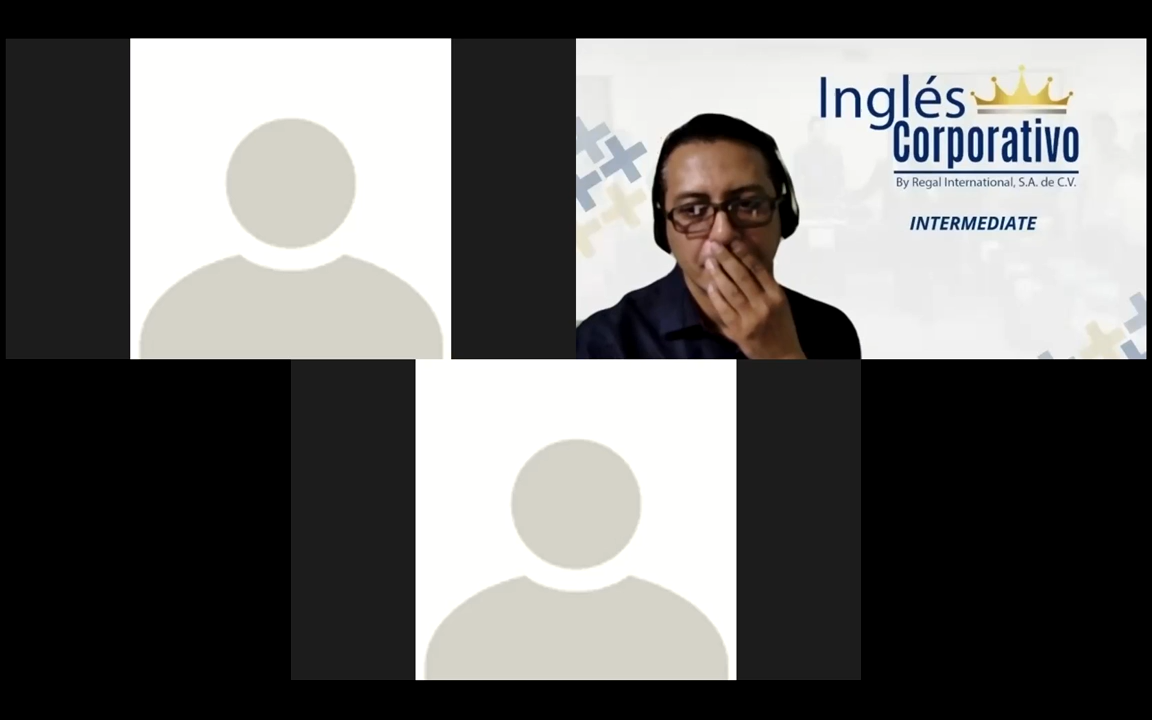 Inglés
Corporativo
By Regal International, S.A. de C.V.
INTERMEDIATE